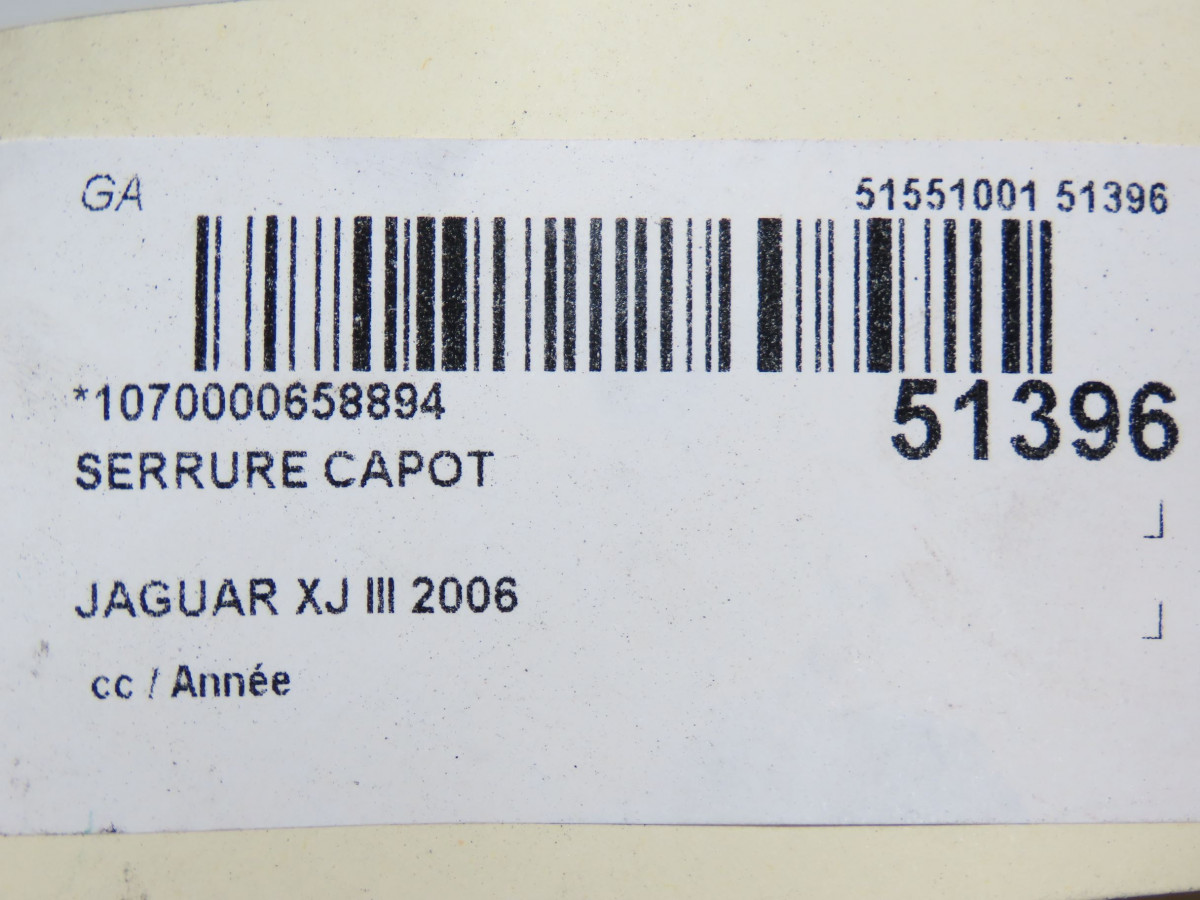 GA
51551001 51396
*1070000658894
51396
SERRURE CAPOT
JAGUAR XJ III 2006
cc / Année